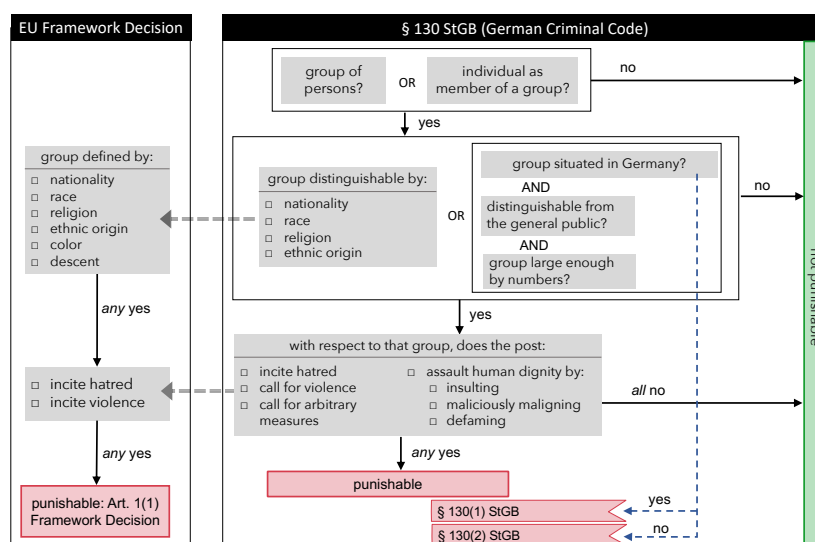 EU Framework Decision
group defined by:
□ nationality
□ race
□ religion
□ ethnic origin
□ color
□ descent
any yes
□ incite hatred
□ incite violence
any yes
punishable: Art. 1(1)
Framework Decision
§ 130 StGB (German Criminal Code)
group of
persons?
OR
individual as
member of a group?
no
yes
group distinguishable by:
□ nationality
□ race
□ religion
□ ethnic origin
OR
group situated in Germany?
AND
distinguishable from
the general public?
AND
group large enough
by numbers?
no
yes
with respect to that group, does the post:
□ incite hatred
□ call for violence
□ call for arbitrary
measures
□ assault human dignity by:
□ insulting
□ maliciously maligning
□ defaming
all no
any yes
punishable
§ 130(1) StGB
yes
§ 130(2) StGB
no
punishable